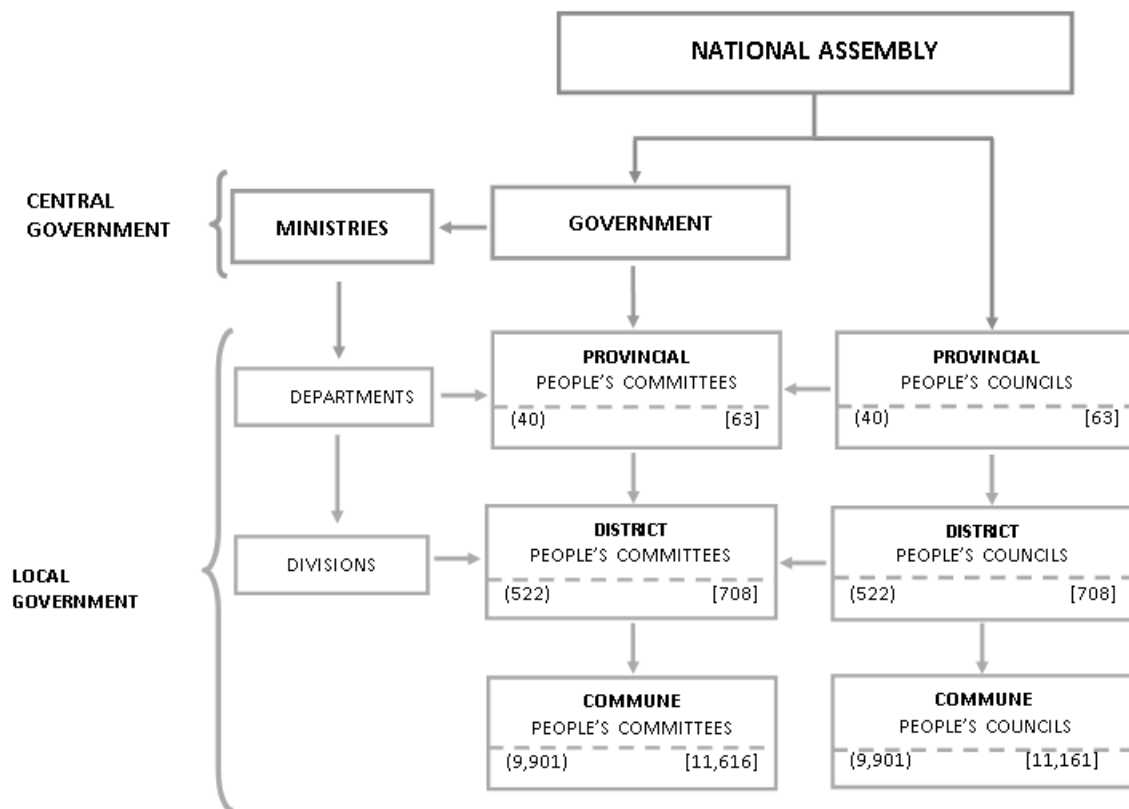 NATIONAL ASSEMBLY
CENTRAL
GOVERNMENT
MINISTRIES
GOVERNMENT
PROVINCIAL
PEOPLE'S COMMITTEES
(40) [63]
PROVINCIAL
PEOPLE'S COUNCILS
(40) [63]
DEPARTMENTS
DISTRICT
PEOPLE'S COMMITTEES
(522) [708]
DISTRICT
PEOPLE'S COUNCILS
(522) [708]
DIVISIONS
LOCAL
GOVERNMENT
COMMUNE
PEOPLE'S COMMITTEES
(9,901) [11,616]
COMMUNE
PEOPLE'S COUNCILS
(9,901) [11,161]